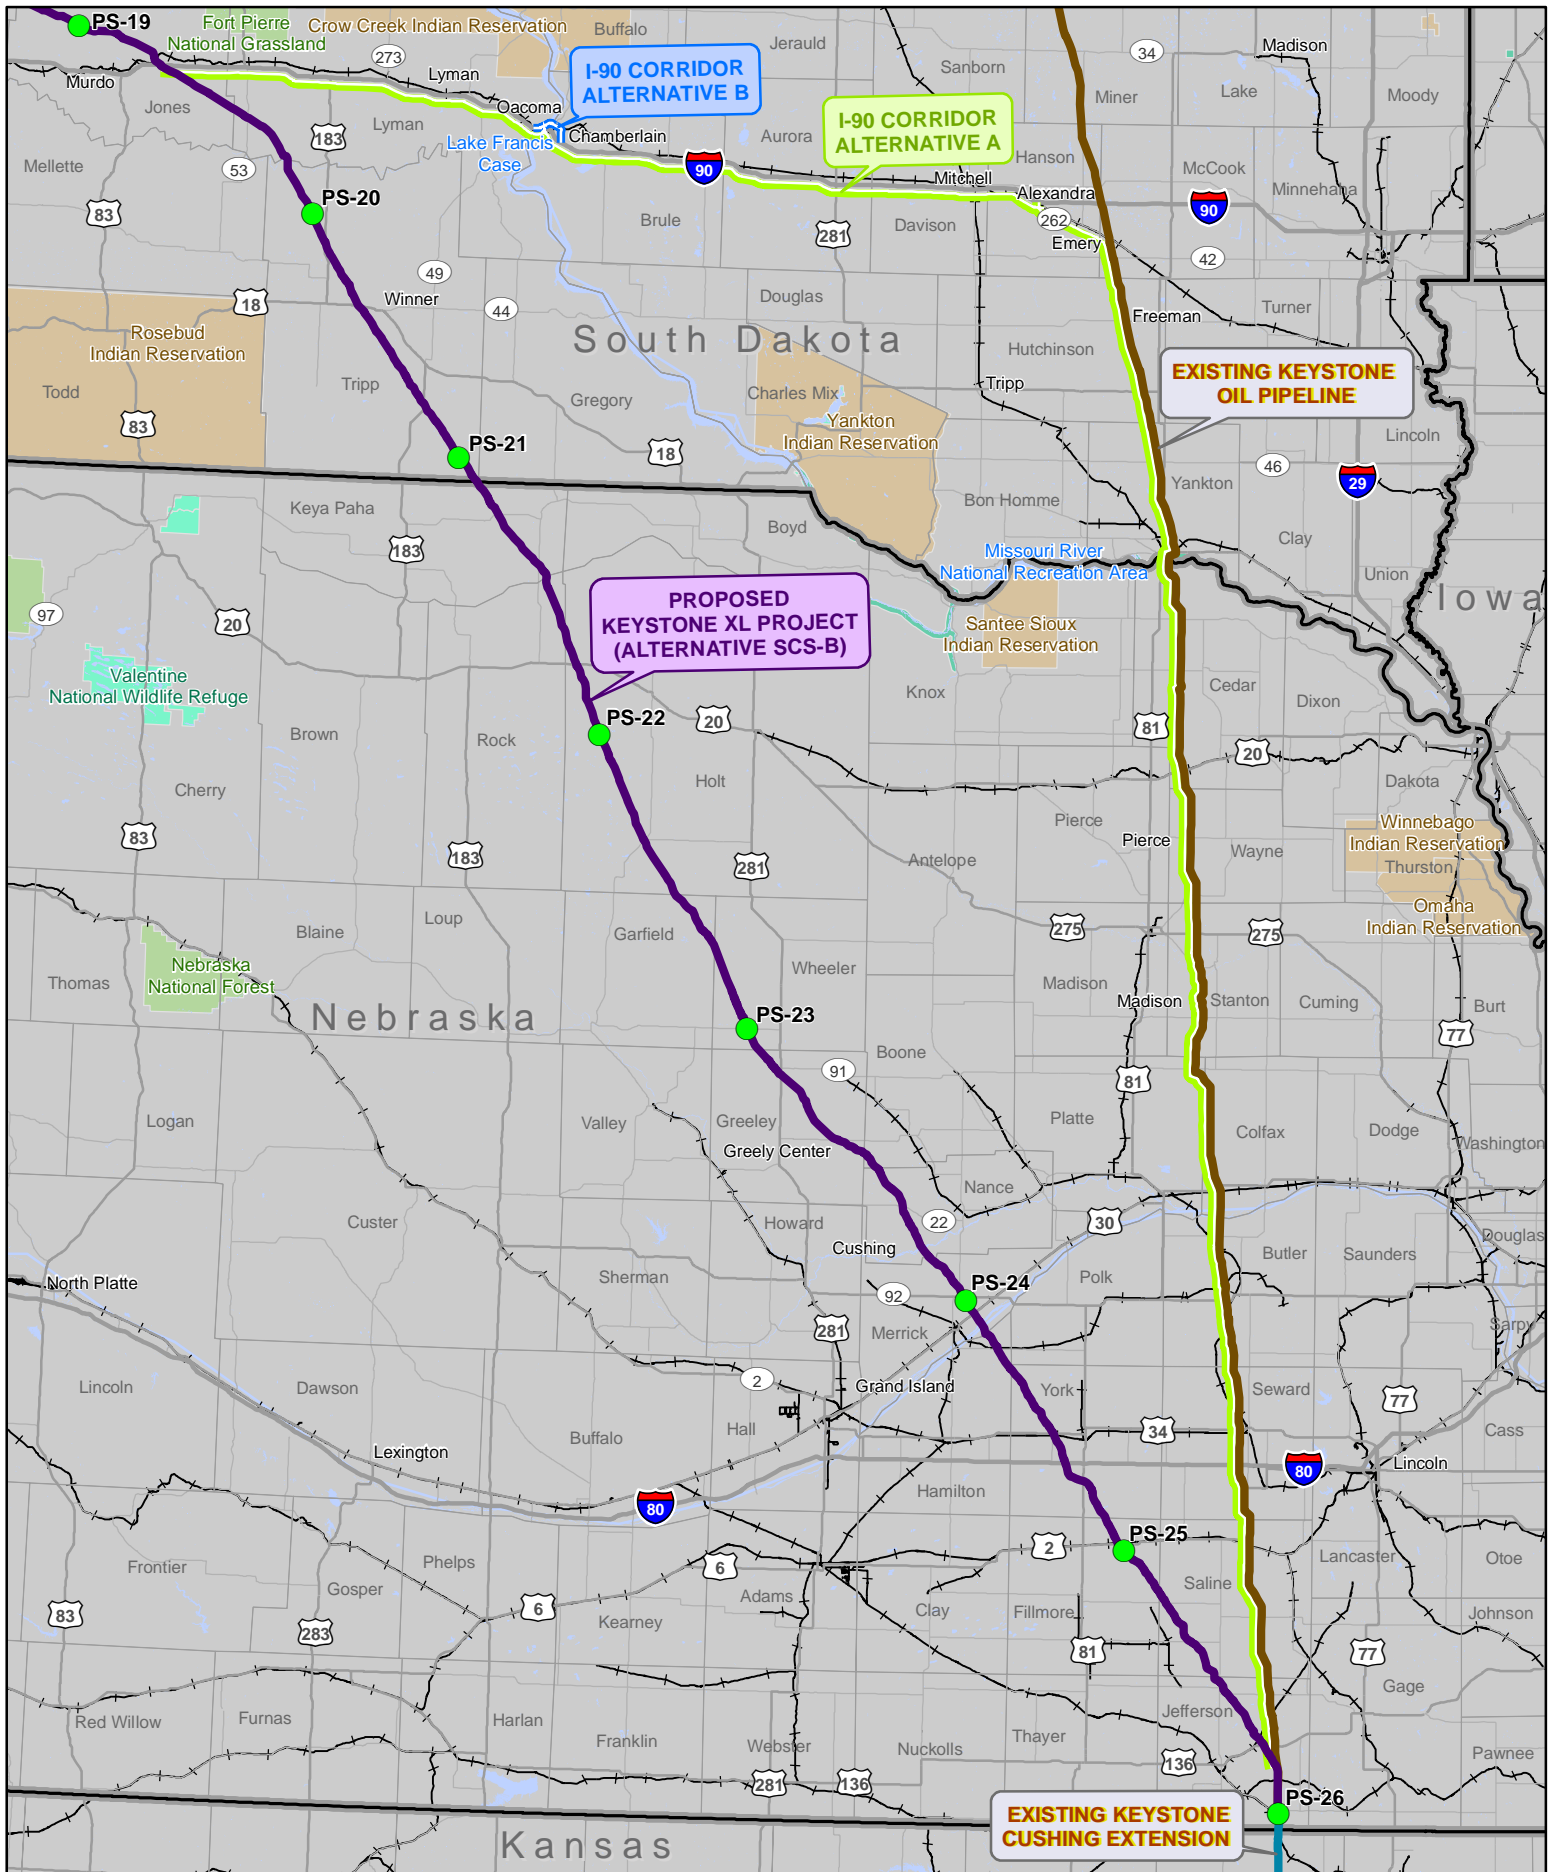 PS-19
Fort Pierre
National Grassland
Crow Creek Indian Reservation
Buffalo
Jerauld
Sanborn
34
Madison
273
Murdo
Lyman
I-90 CORRIDOR
ALTERNATIVE B
Miner
Lake
Moody
Jones
Lyman
Oacoma
Chamberlain
Lake Francis
Case
Aurora
I-90 CORRIDOR
ALTERNATIVE A
Hanson
McCook
Minnehaha
183
Mellette
53
90
Mitchell
Alexandra
PS-20
83
Brule
281
Davison
262
Emery
90
42
49
18
Winner
44
Douglas
Turner
Freeman
Rosebud
Indian Reservation
South Dakota
Hutchinson
Todd
Tripp
Gregory
Charles Mix
Tripp
EXISTING KEYSTONE
OIL PIPELINE
83
PS-21
18
Yankton
Indian Reservation
Lincoln
46
29
Yankton
Keya Paha
Bon Homme
Boyd
183
Clay
Missouri River
National Recreation Area
Union
Iowa
97
20
PROPOSED
KEYSTONE XL PROJECT
(ALTERNATIVE SCS-B)
Santee Sioux
Indian Reservation
Valentine
National Wildlife Refuge
Knox
Cedar
Dixon
PS-22
20
81
20
Brown
Rock
Holt
Dakota
Cherry
83
Pierce
Pierce
Winnebago
Indian Reservation
Wayne
183
281
Antelope
Thurston
Omaha
Indian Reservation
Loup
Blaine
Garfield
275
275
Nebraska
National Forest
Thomas
Wheeler
Madison
Madison
Stanton
Cuming
Burt
Nebraska
PS-23
77
Boone
91
81
Logan
Valley
Greeley
Platte
Colfax
Dodge
Washington
Greely Center
Nance
Custer
Howard
22
30
Douglas
Cushing
Butler
Saunders
North Platte
Sherman
PS-24
Polk
92
281
Merrick
Sarpy
Lincoln
Dawson
2
Grand Island
York
Seward
77
Buffalo
Hall
34
Cass
Lexington
80
Lincoln
80
Hamilton
PS-25
2
Frontier
Phelps
6
Lancaster
Otoe
Gosper
Adams
Saline
83
6
Kearney
Clay
Fillmore
Johnson
283
81
77
Gage
Red Willow
Furnas
Harlan
Franklin
Webster
Nuckolls
Thayer
Jefferson
Pawnee
281
136
136
PS-26
Kansas
EXISTING KEYSTONE
CUSHING EXTENSION